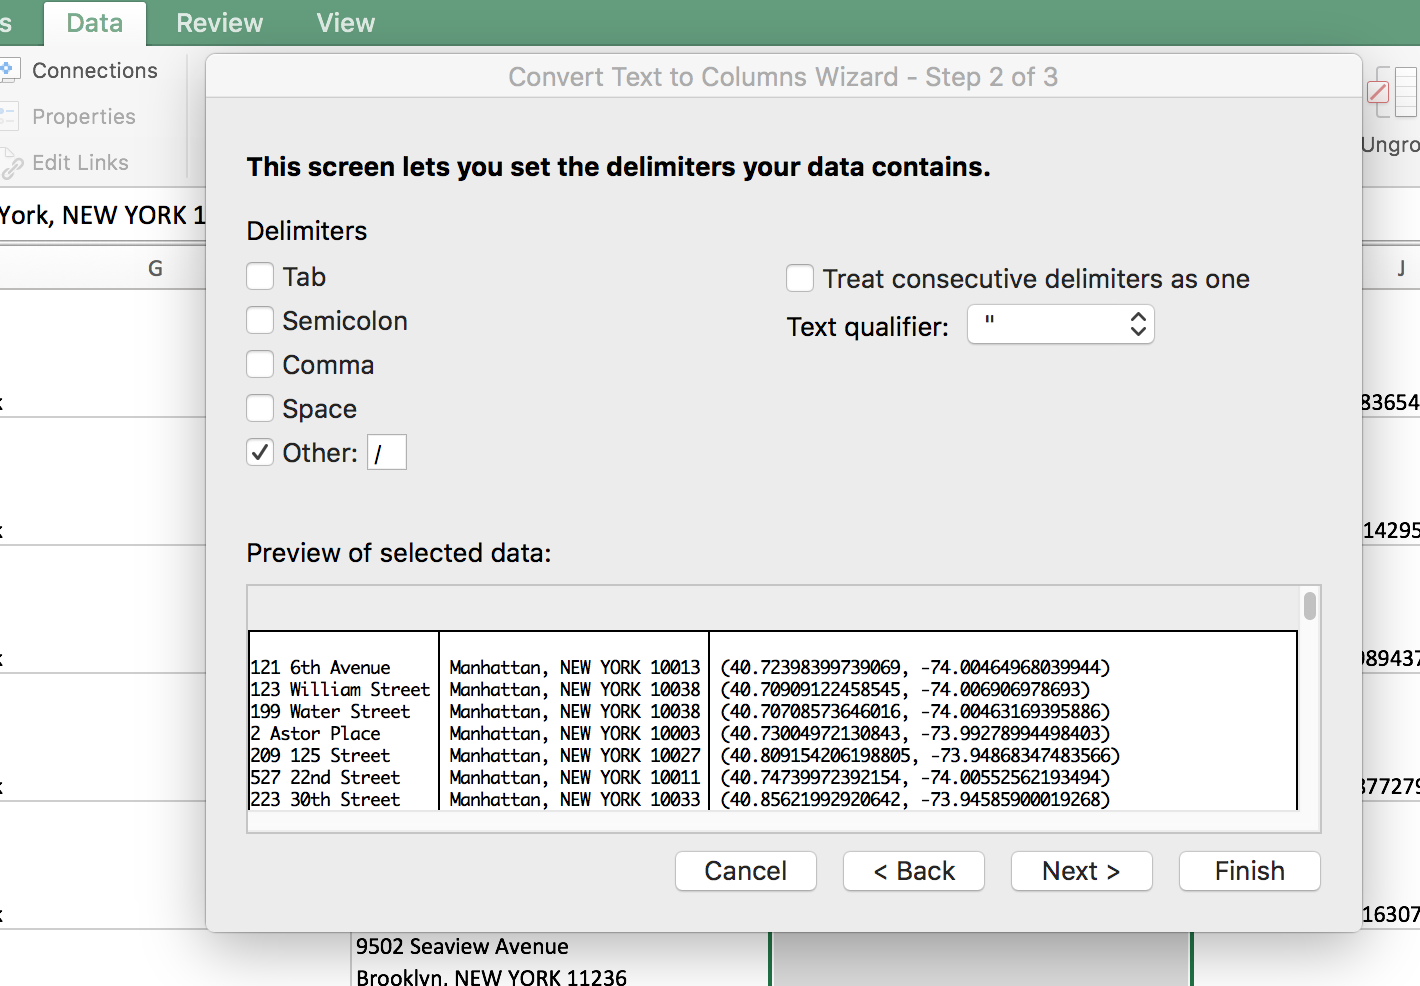 s Data Review View
Connections
Properties
Edit Links
Ungro
York, NEW YORK 1
G
J
Convert Text to Columns Wizard - Step 2 of 3
This screen lets you set the delimiters your data contains.
Delimiters
Tab
Semicolon
Comma
Space
Other: /
Treat consecutive delimiters as one
Text qualifier: "
Preview of selected data:
121 6th Avenue Manhattan, NEW YORK 10013 (40.72398399739069, -74.00464968039944)
123 William Street Manhattan, NEW YORK 10038 (40.70909122458545, -74.006906978693)
199 Water Street Manhattan, NEW YORK 10038 (40.70708573646016, -74.00463169395886)
2 Astor Place Manhattan, NEW YORK 10003 (40.73004972130843, -73.99278994498403)
209 125 Street Manhattan, NEW YORK 10027 (40.809154206198805, -73.94868347483566)
527 22nd Street Manhattan, NEW YORK 10011 (40.74739972392154, -74.00552562193494)
223 30th Street Manhattan, NEW YORK 10033 (40.85621992920642, -73.94585900019268)
Cancel < Back Next > Finish
83654
14295
989437
377279
16307
9502 Seaview Avenue
Brooklyn, NEW YORK 11236